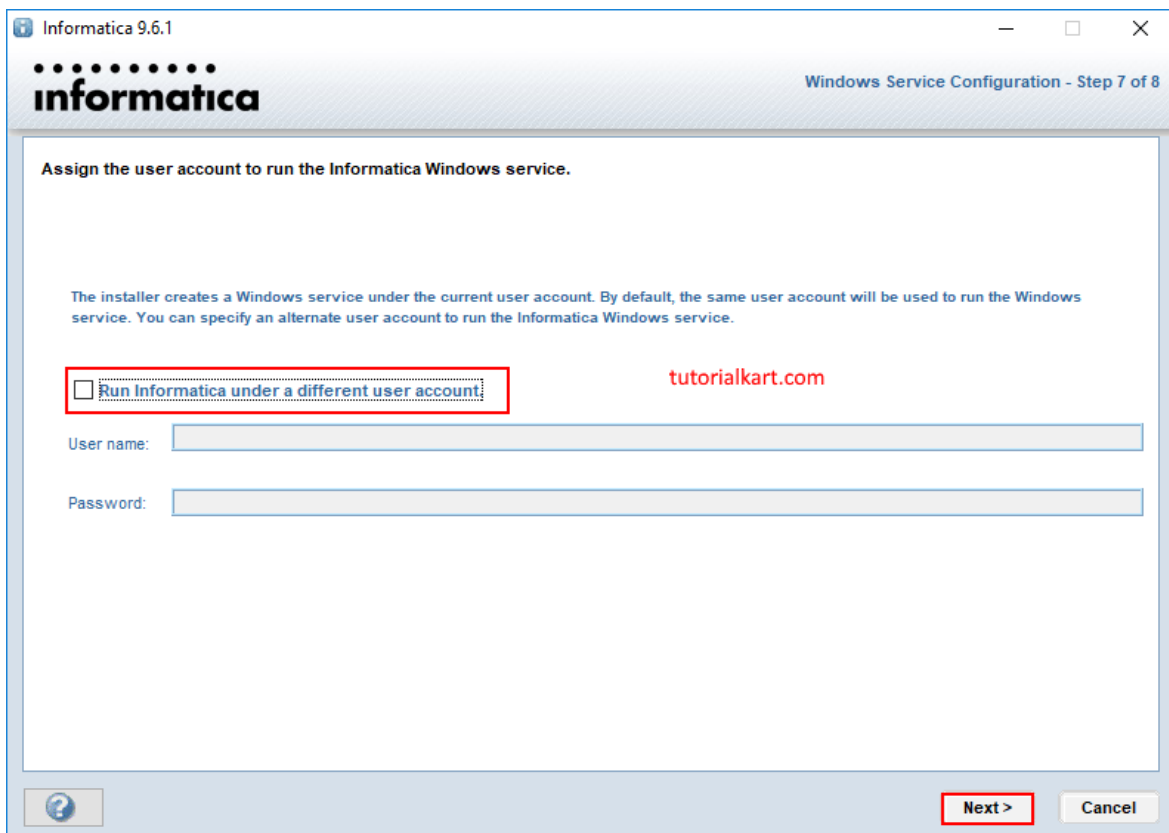 Informatica 9.6.1
informatica
Windows Service Configuration - Step 7 of 8
Assign the user account to run the Informatica Windows service.
The installer creates a Windows service under the current user account. By default, the same user account will be used to run the Windows
service. You can specify an alternate user account to run the Informatica Windows service.
tutorialkart.com
Run Informatica under a different user account.
User name:
Password:
?
Next >
Cancel